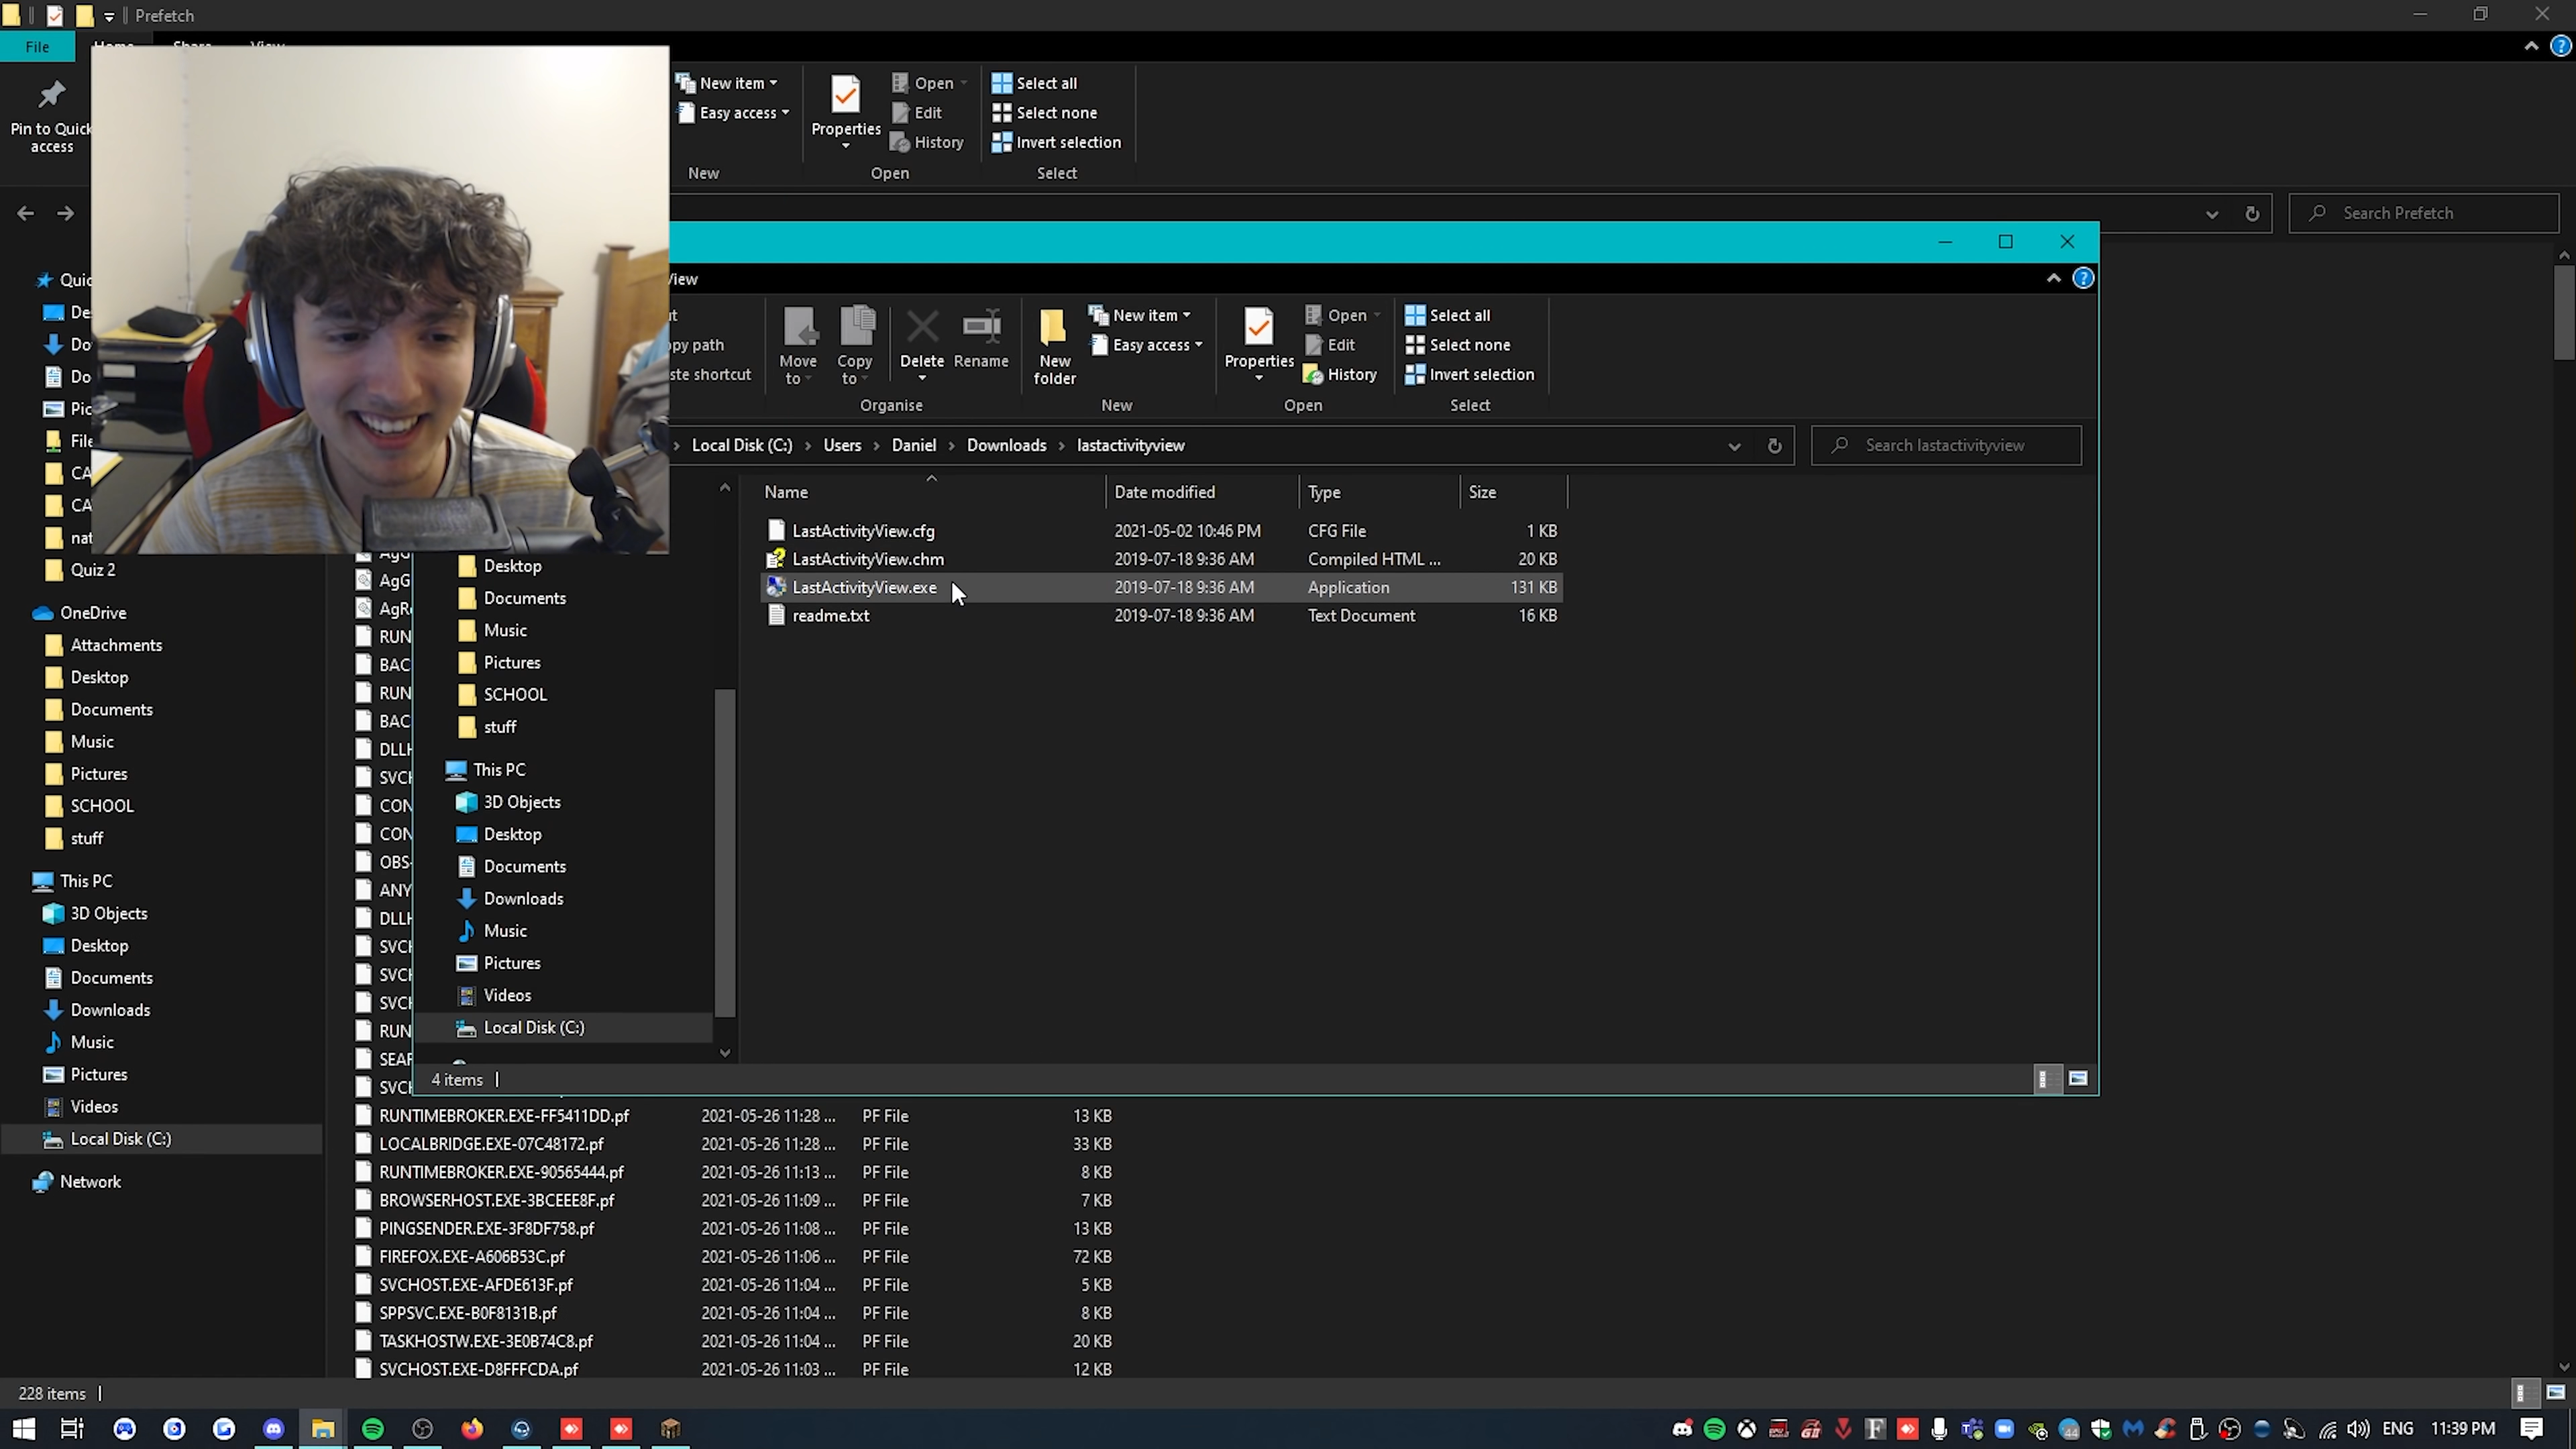 Prefetch
File Home Share View
Pin to Quick access
New item
Easy access
New
Properties
Open
Edit
History
Open
Select all
Select none
Invert selection
Select
Search Prefetch
View
Move to
Copy to
Delete
Rename
Organise
New folder
New item
Easy access
New
Properties
Open
Edit
History
Open
Select all
Select none
Invert selection
Select
Local Disk (C:) Users Daniel Downloads lastactivityview
Search lastactivityview
Name Date modified Type Size
LastActivityView.cfg 2021-05-02 10:46 PM CFG File 1 KB
LastActivityView.chm 2019-07-18 9:36 AM Compiled HTML ... 20 KB
LastActivityView.exe 2019-07-18 9:36 AM Application 131 KB
readme.txt 2019-07-18 9:36 AM Text Document 16 KB
Desktop
Documents
Music
Pictures
SCHOOL
stuff
This PC
3D Objects
Desktop
Documents
Downloads
Music
Pictures
Videos
Local Disk (C:)
4 items
Quiz 2
OneDrive
Attachments
Desktop
Documents
Music
Pictures
SCHOOL
stuff
This PC
3D Objects
Desktop
Documents
Downloads
Music
Pictures
Videos
Local Disk (C:)
Network
RUNTIMEBROKER.EXE-FF5411DD.pf 2021-05-26 11:28 ... PF File 13 KB
LOCALBRIDGE.EXE-07C48172.pf 2021-05-26 11:28 ... PF File 33 KB
RUNTIMEBROKER.EXE-90565444.pf 2021-05-26 11:13 ... PF File 8 KB
BROWSERHOST.EXE-3BCEEE8F.pf 2021-05-26 11:09 ... PF File 7 KB
PINGSENDER.EXE-3F8DF758.pf 2021-05-26 11:08 ... PF File 13 KB
FIREFOX.EXE-A606B53C.pf 2021-05-26 11:06 ... PF File 72 KB
SVCHOST.EXE-AFDE613F.pf 2021-05-26 11:04 ... PF File 5 KB
SPPSVC.EXE-B0F8131B.pf 2021-05-26 11:04 ... PF File 8 KB
TASKHOSTW.EXE-3E0B74C8.pf 2021-05-26 11:04 ... PF File 20 KB
SVCHOST.EXE-D8FFFCDA.pf 2021-05-26 11:03 ... PF File 12 KB
228 items
ENG 11:39 PM